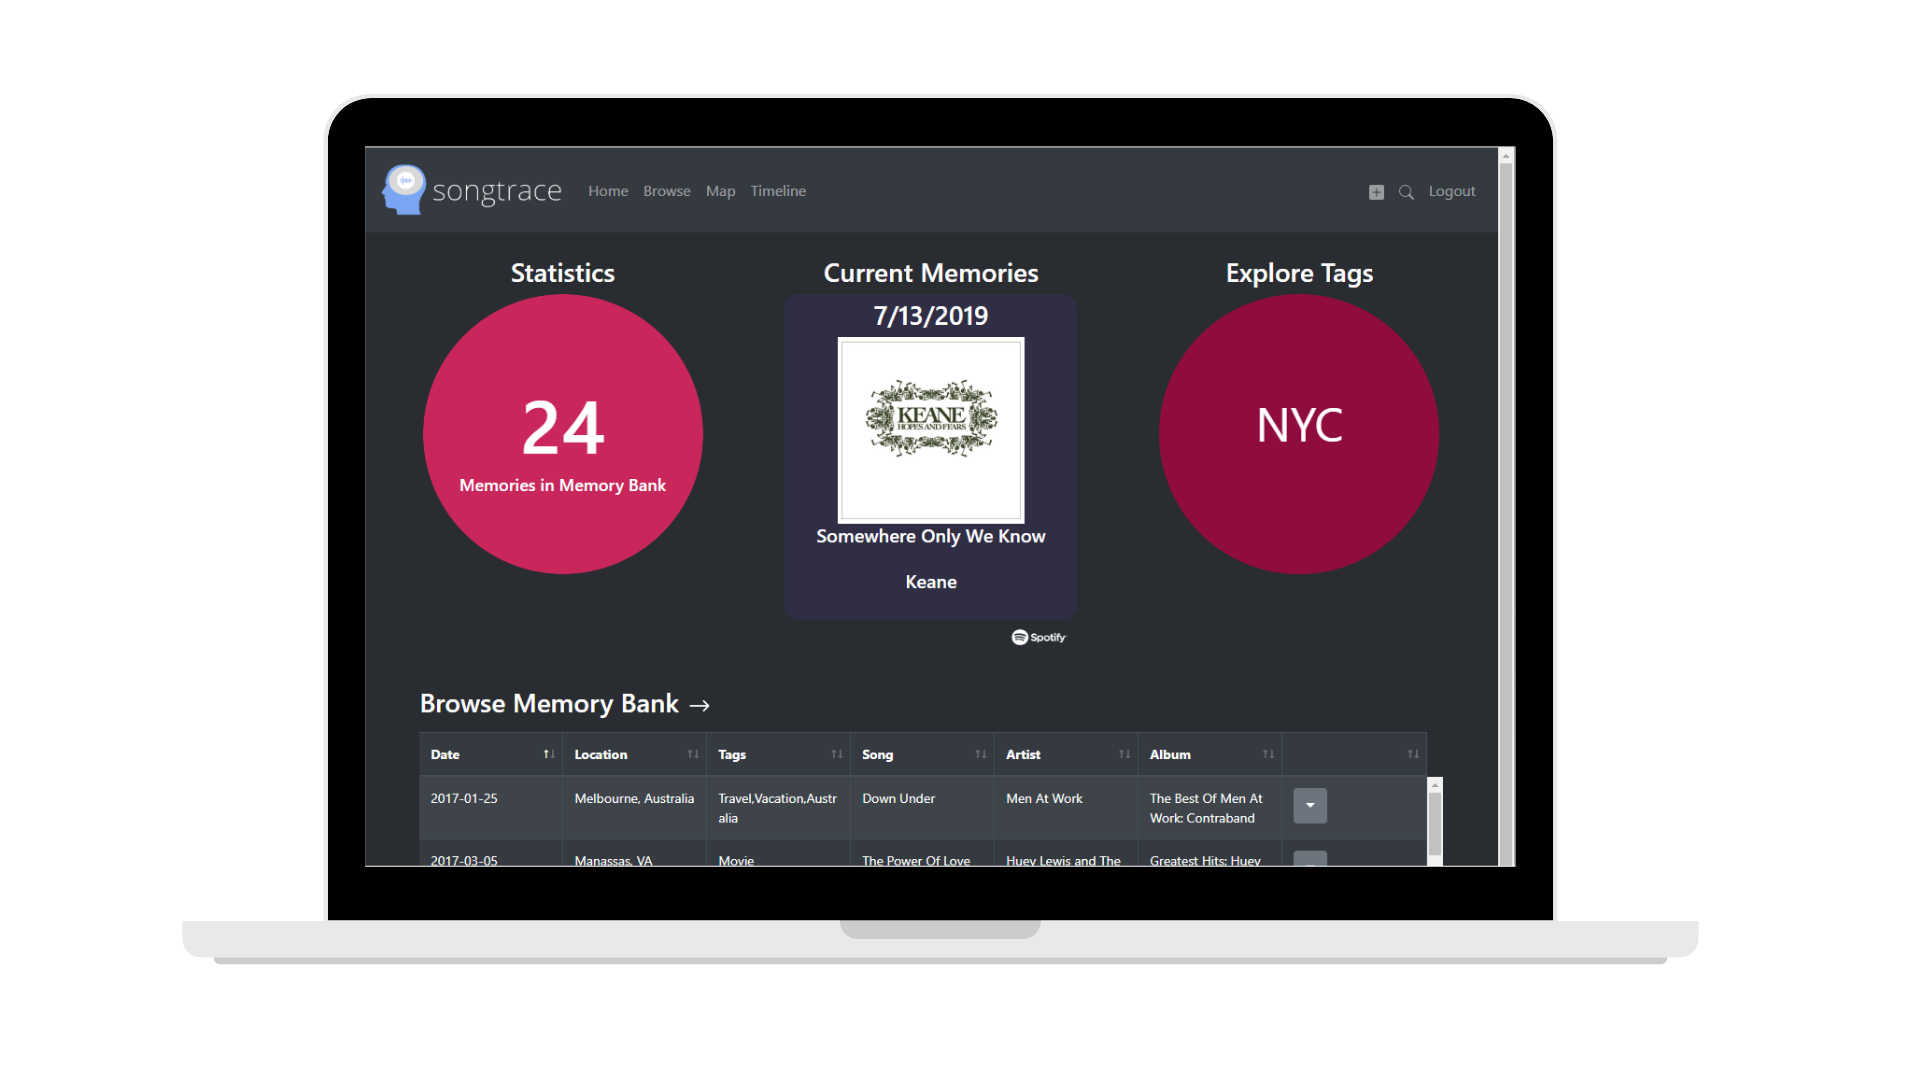 songtrace Home Browse Map Timeline Logout
Statistics
24
Memories in Memory Bank
Current Memories
7/13/2019
KEANE
HOPES AND FEARS
Somewhere Only We Know
Keane
Spotify
Explore Tags
NYC
Browse Memory Bank →
Date Location Tags Song Artist Album
2017-01-25 Melbourne, Australia Travel,Vacation,Austr Down Under Men At Work The Best Of Men At
alia Work: Contraband
2017-03-05 Manassas, VA Movie The Power Of Love Huey Lewis and The Greatest Hits: Huey